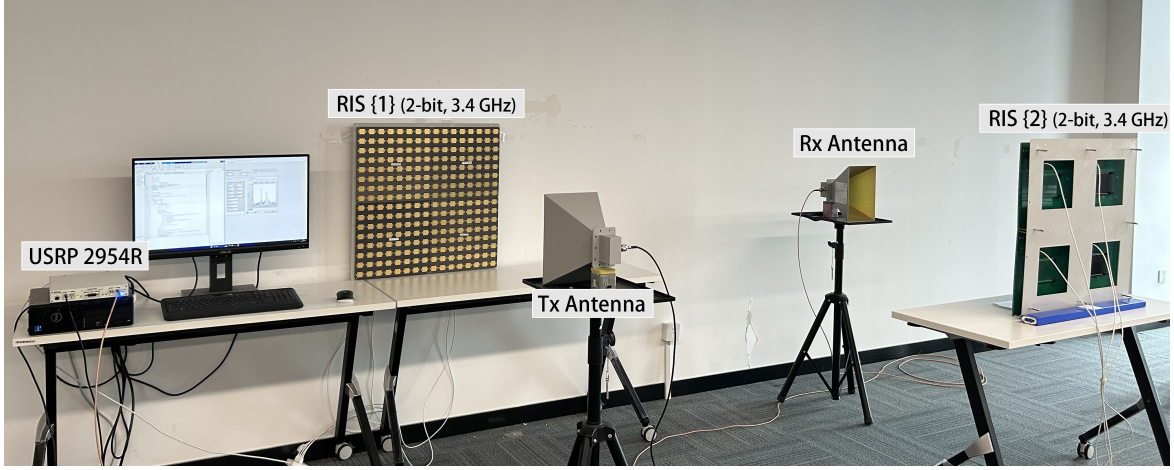 RIS {1} (2-bit, 3.4 GHz)
RIS {2} (2-bit, 3.4 GHz)
Rx Antenna
USRP 2954R
Tx Antenna